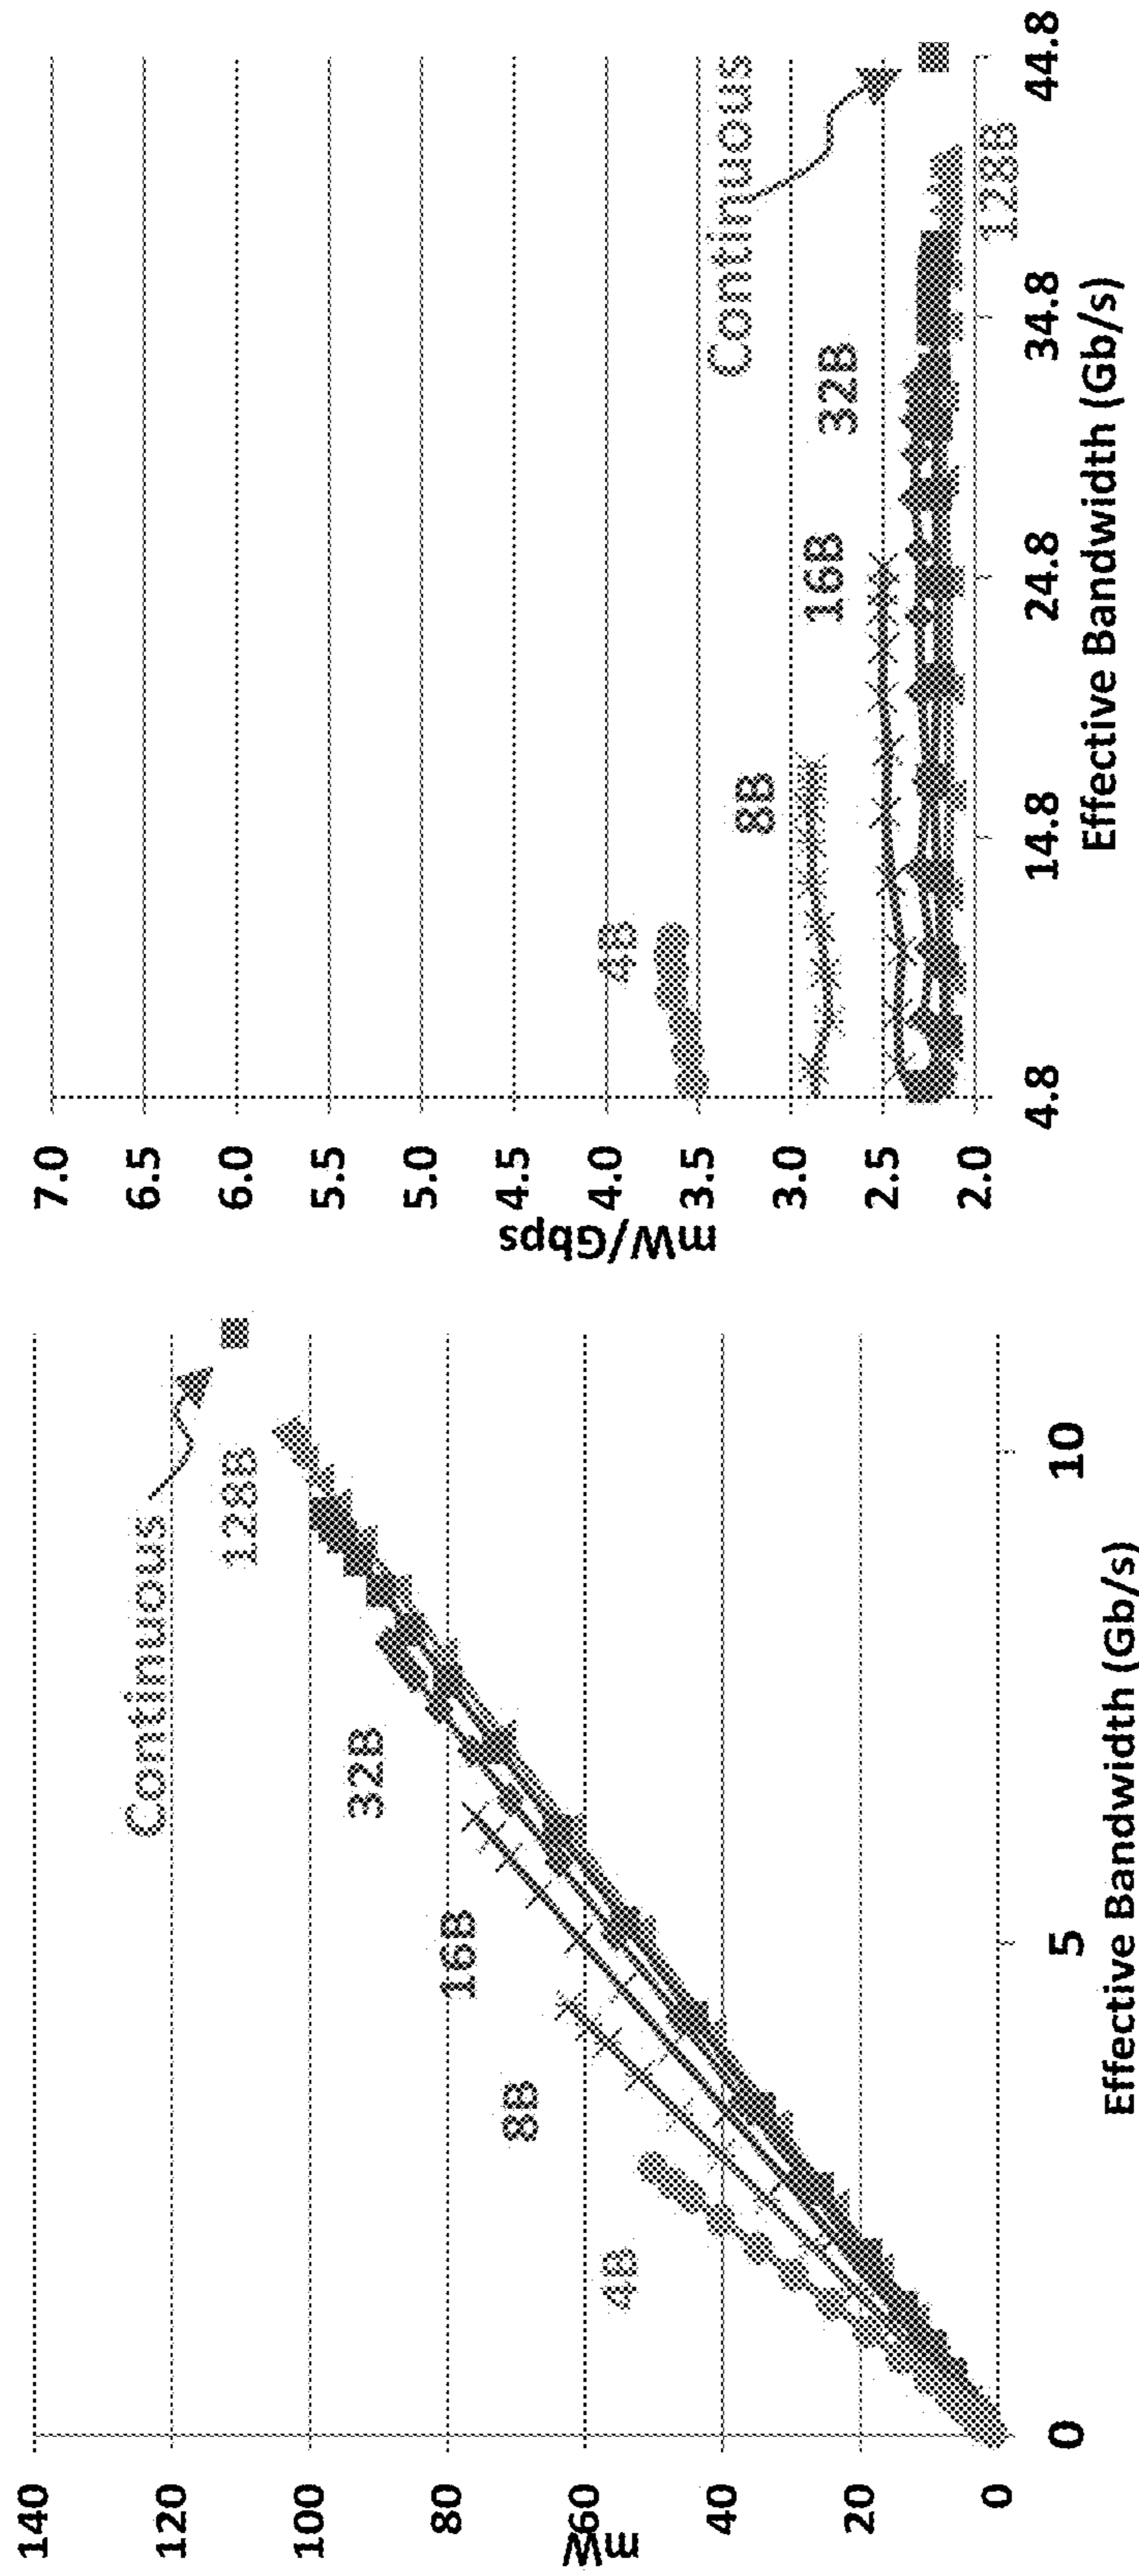 140
120
100
80
60
40
20
0
mW
Continuous
128B
32B
16B
8B
4B
0
5
10
Effective Bandwidth (Gb/s)
7.0
6.5
6.0
5.5
5.0
4.5
4.0
3.5
3.0
2.5
2.0
mW/Gbps
Continuous
4B
8B
16B
32B
128B
4.8
14.8
24.8
34.8
44.8
Effective Bandwidth (Gb/s)